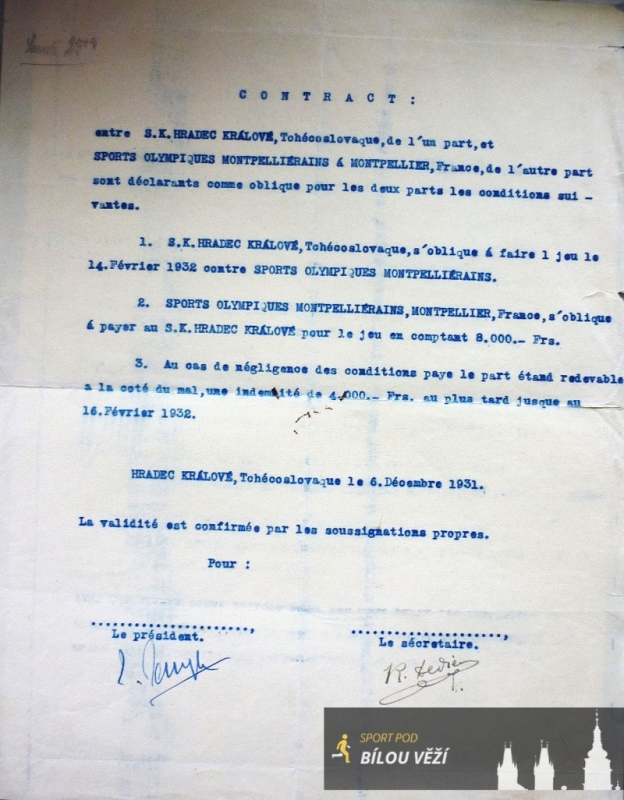 C O N T R A C T :
entre S.K.HRADEC KRÁLOVÉ,Tchécoslovaque,de l'un part,et
SPORTS OLYMPIQUES MONTPELLIÉRAINS á MONTPELLIER,France,de l'autre part
sont déclarants comme oblique pour les deux parts les conditions sui -
vantes.
1. S.K.HRADEC KRÁLOVÉ,Tchécoslovaque,s'oblique á faire 1 jeu le
14.Février 1932 contre SPORTS OLYMPIQUES MONTPELLIÉRAINS.
2. SPORTS OLYMPIQUES MONTPELLIÉRAINS,MONTPELLIER,France,s'oblique
á payer au S.K.HRADEC KRÁLOVÉ pour le jeu en comptant 8.000.- Frs.
3. Au cas de négligence des conditions paye le part étand redevable
a la coté du mal,une indemnité de 4.000.- Frs. au plus tard jusque au
16.Février 1932.
HRADEC KRÁLOVÉ,Tchécoslovaque le 6.Décembre 1931.
La validité est confirmée par les soussignations propres.
Pour :
Le président.
Le sécretaire.
SPORT POD
BÍLOU VĚŽÍ